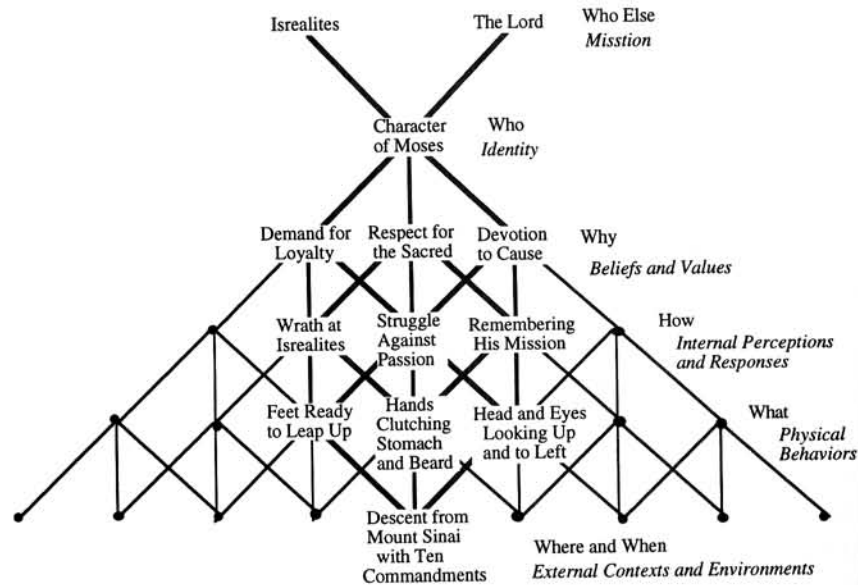 Isrealites
The Lord
Who Else
Misstion
Character
of Moses
Who
Identity
Demand for
Loyalty
Respect for
the Sacred
Devotion
to Cause
Why
Beliefs and Values
Wrath at
Isrealites
Struggle
Against
Passion
Remembering
His Mission
How
Internal Perceptions
and Responses
Feet Ready
to Leap Up
Hands
Clutching
Stomach
and Beard
Head and Eyes
Looking Up
and to Left
What
Physical
Behaviors
Descent from
Mount Sinai
with Ten
Commandments
Where and When
External Contexts and Environments